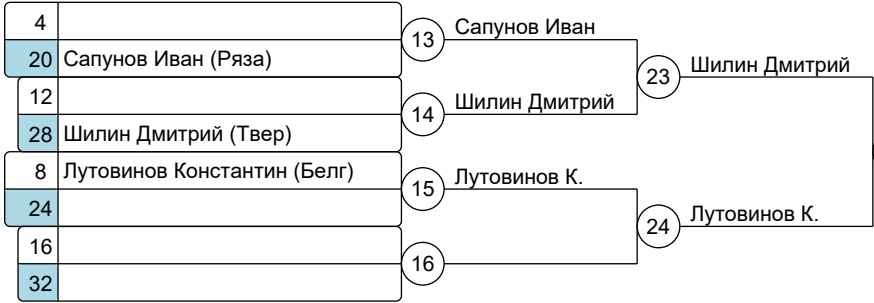 4
13 Сапунов Иван
20 Сапунов Иван (Ряза)
23 Шилин Дмитрий
12
14 Шилин Дмитрий
28 Шилин Дмитрий (Твер)
8 Лутовинов Константин (Белг)
15 Лутовинов К.
24
24 Лутовинов К.
16
16
32